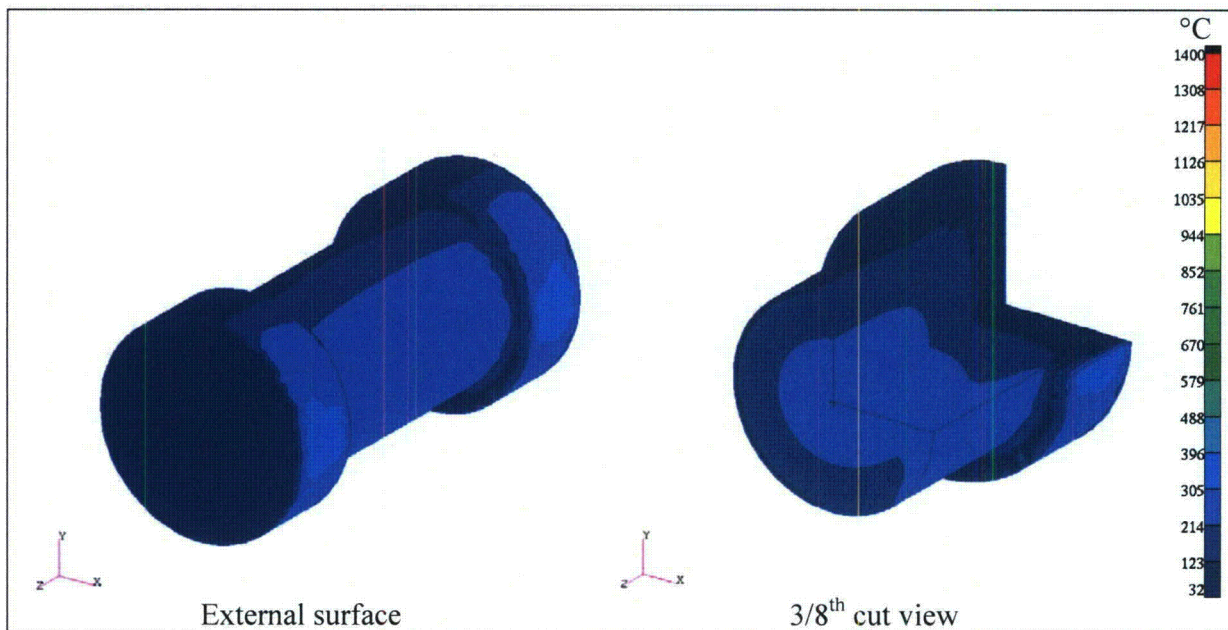 °C
1400
1308
1217
1126
1035
944
852
761
670
579
488
396
305
214
123
32
Y
Z X
Y
Z X
External surface
3/8th cut view